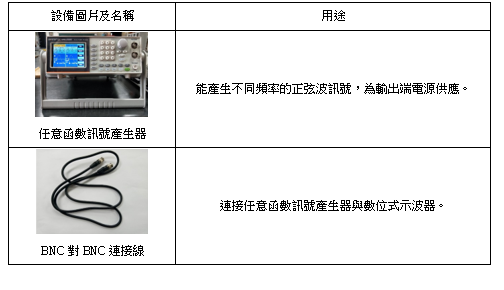 設備圖片及名稱
用途
任意函數訊號產生器
能產生不同頻率的正弦波訊號，為輸出端電源供應。
BNC 對 BNC 連接線
連接任意函數訊號產生器與數位式示波器。